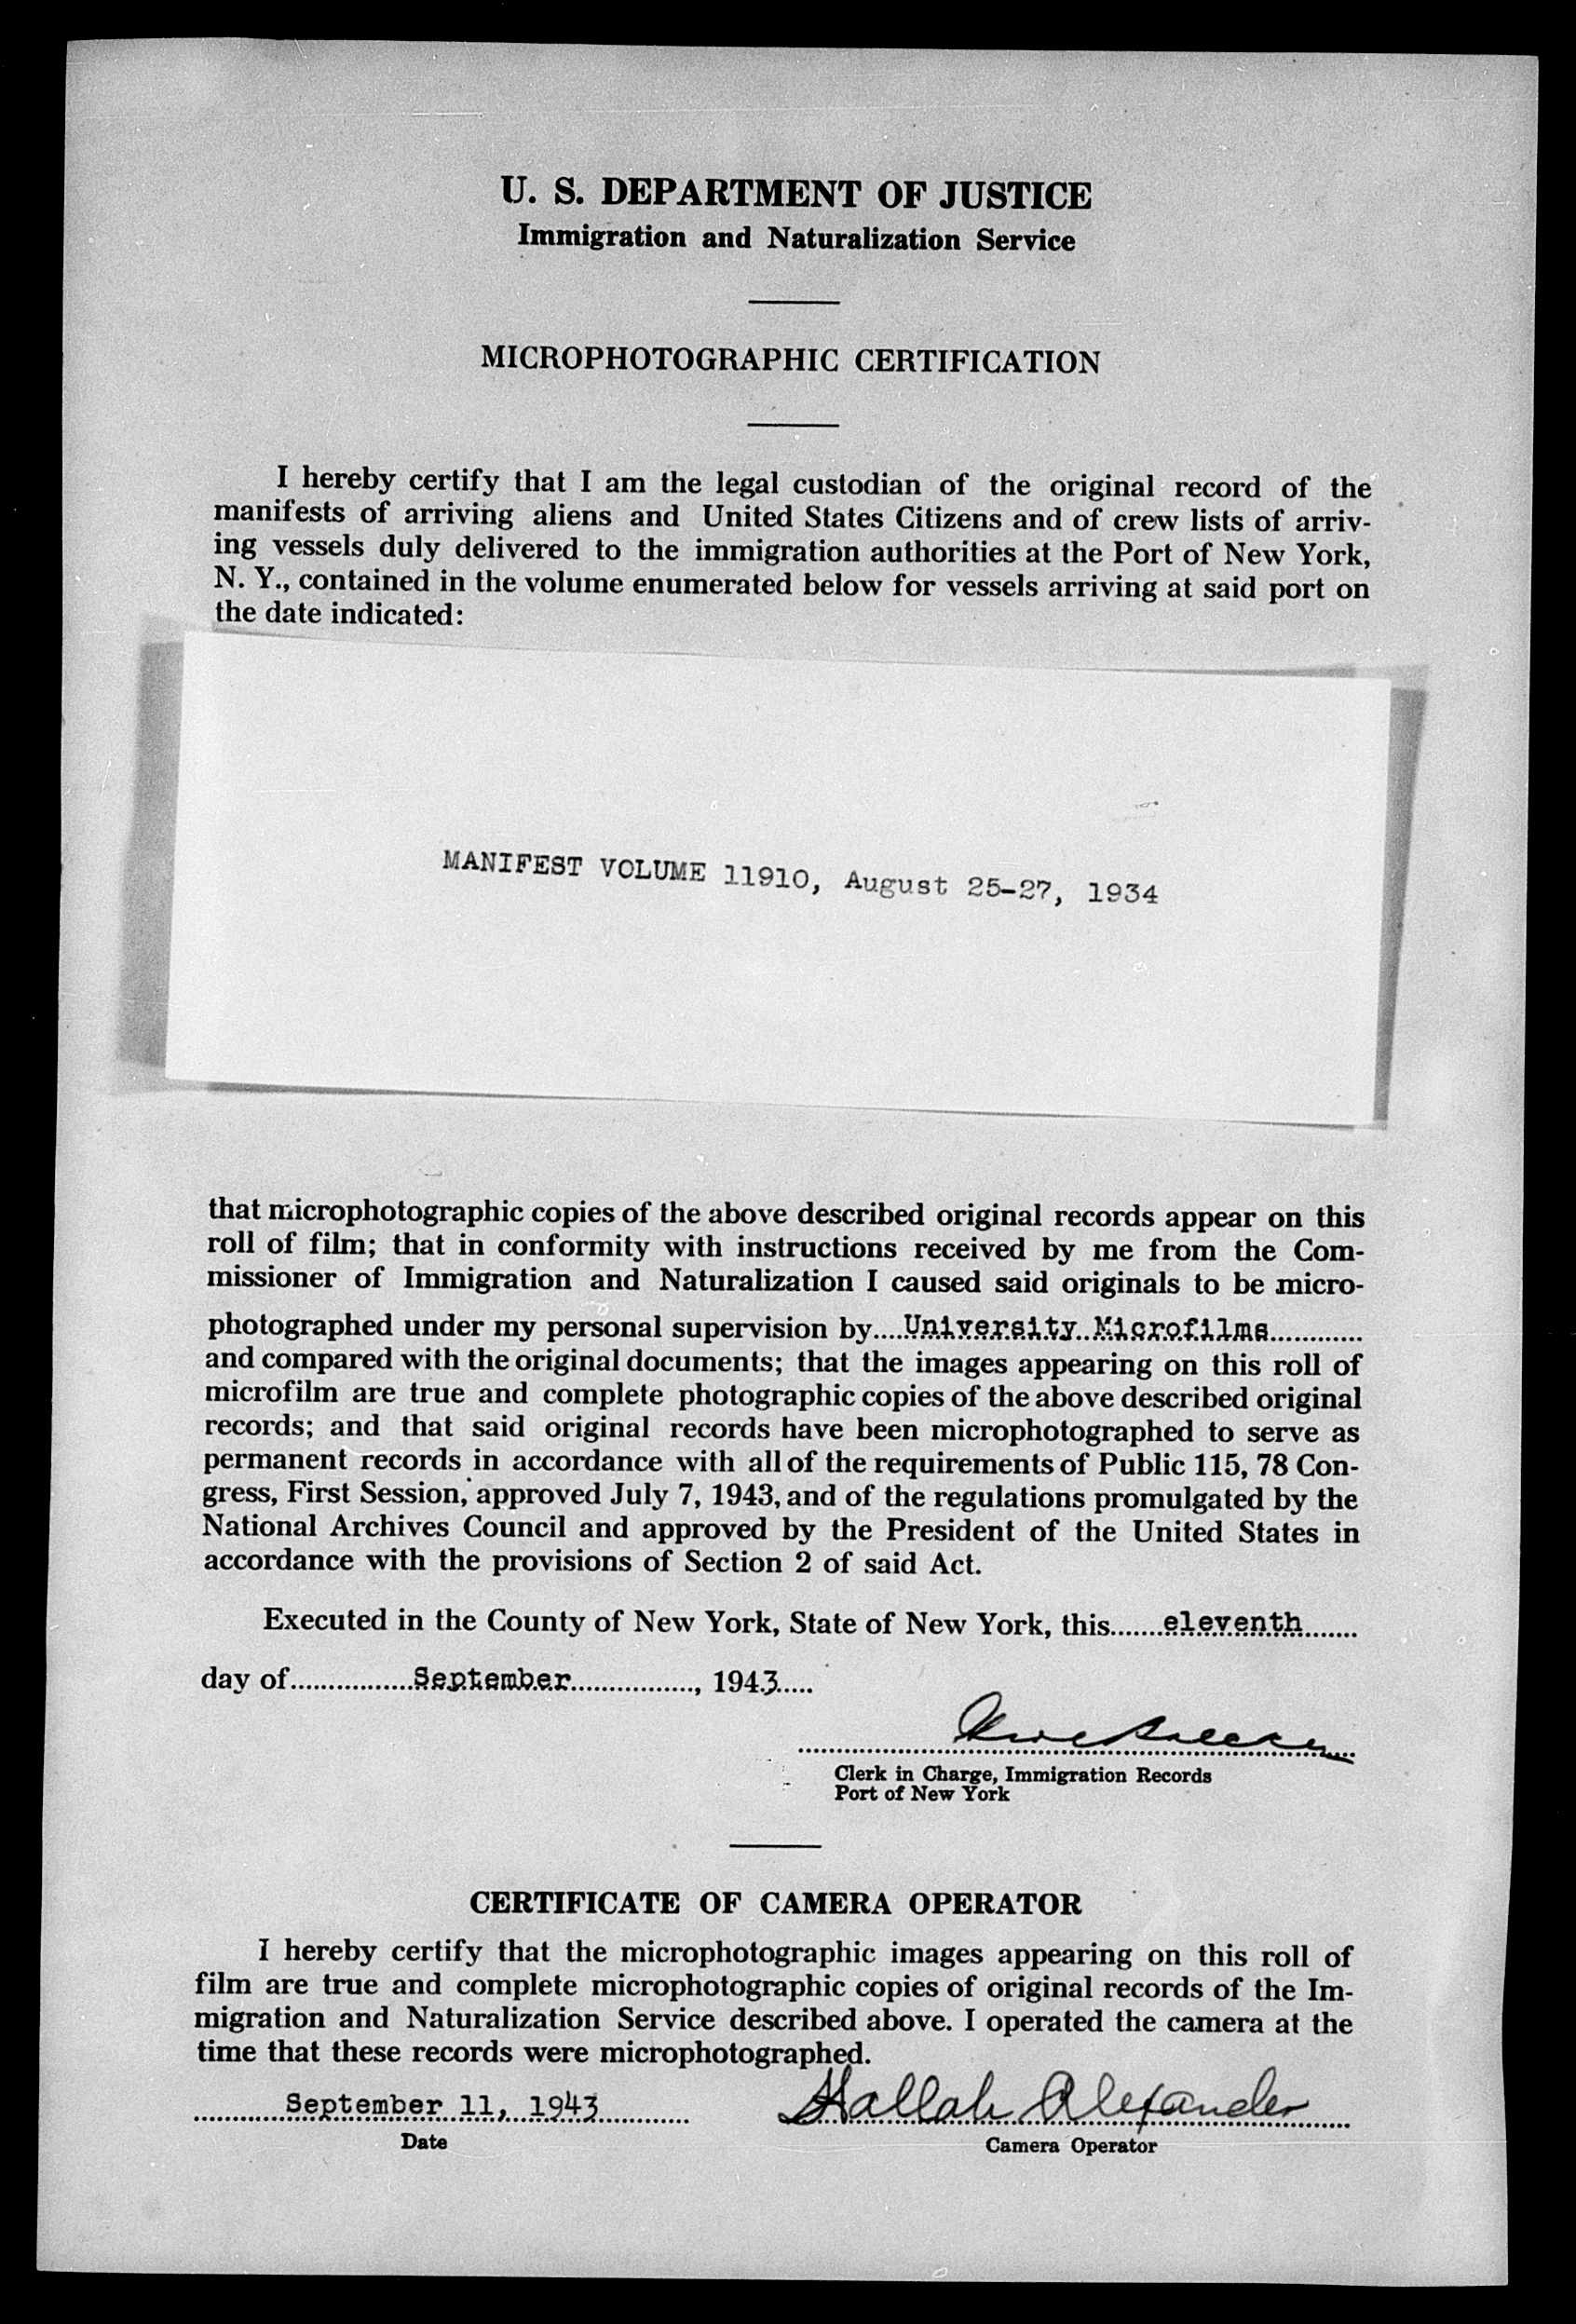 U. S. DEPARTMENT OF JUSTICE
Immigration and Naturalization Service
MICROPHOTOGRAPHIC CERTIFICATION
I hereby certify that I am the legal custodian of the original record of the
manifests of arriving aliens and United States Citizens and of crew lists of arriv-
ing vessels duly delivered to the immigration authorities at the Port of New York,
N. Y., contained in the volume enumerated below for vessels arriving at said port on
the date indicated:
MANIFEST VOLUME 11910, August 25-27, 1934
that microphotographic copies of the above described original records appear on this
roll of film; that in conformity with instructions received by me from the Com-
missioner of Immigration and Naturalization I caused said originals to be micro-
photographed under my personal supervision by....University Microfilms............
and compared with the original documents; that the images appearing on this roll of
microfilm are true and complete photographic copies of the above described original
records; and that said original records have been microphotographed to serve as
permanent records in accordance with all of the requirements of Public 115, 78 Con-
gress, First Session, approved July 7, 1943, and of the regulations promulgated by the
National Archives Council and approved by the President of the United States in
accordance with the provisions of Section 2 of said Act.
Executed in the County of New York, State of New York, this.......eleventh.......
day of................September................, 1943.....
Clerk in Charge, Immigration Records
Port of New York
CERTIFICATE OF CAMERA OPERATOR
I hereby certify that the microphotographic images appearing on this roll of
film are true and complete microphotographic copies of original records of the Im-
migration and Naturalization Service described above. I operated the camera at the
time that these records were microphotographed.
September 11, 1943 Hallah Alexander
Date Camera Operator